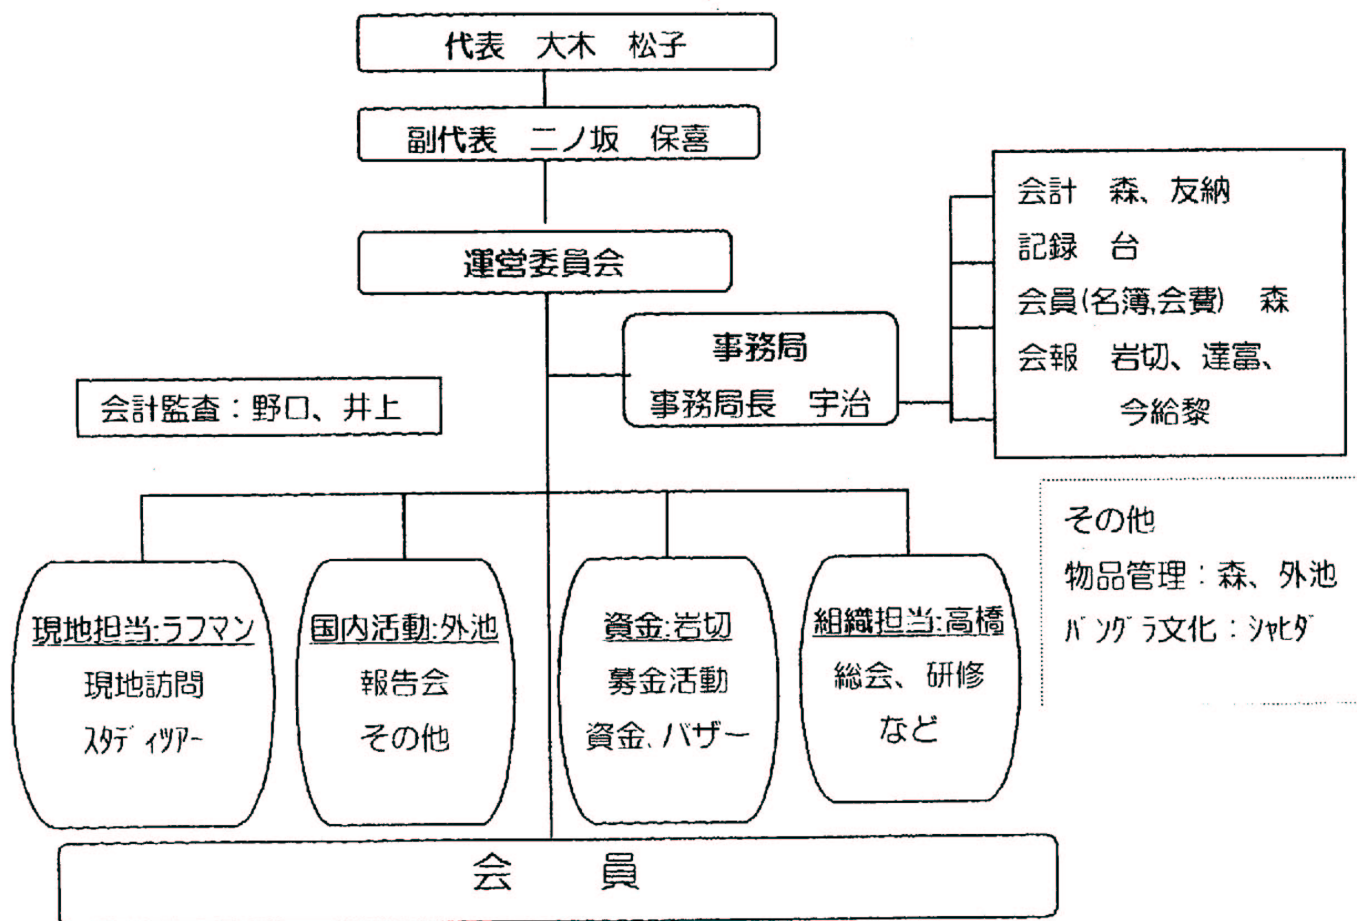 代表　大木　松子
副代表　二ノ坂　保喜
運営委員会
会計　森、友納
記録　台
会員(名簿,会費)　森
会報　岩切、達富、
今給黎
事務局
事務局長　宇治
会計監査：野口、井上
その他
物品管理：森、外池
ﾊﾞﾝｸﾞﾗ文化：ｼｬﾋﾀﾞ
現地担当:ラフマン
現地訪問
ｽﾀﾃﾞｨﾂｱｰ
国内活動:外池
報告会
その他
資金:岩切
募金活動
資金、バザー
組織担当:高橋
総会、研修
など
会　員